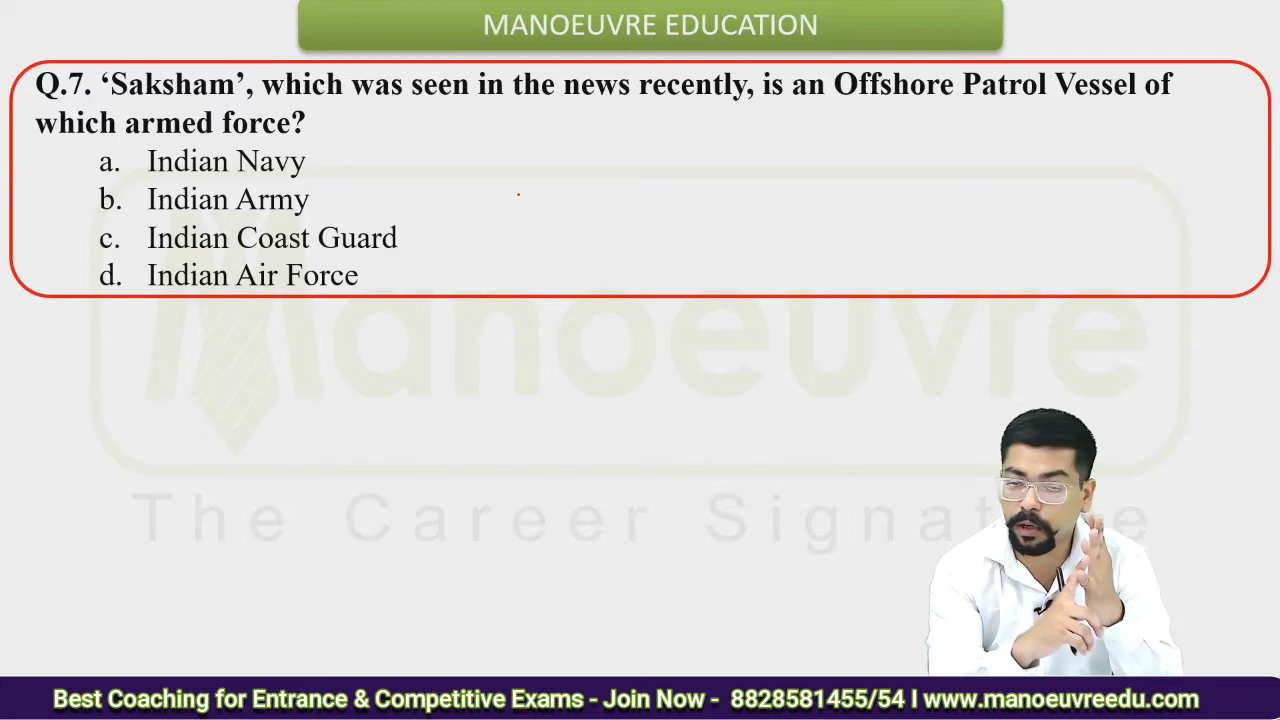 MANOEUVRE EDUCATION
Q.7. ‘Saksham’, which was seen in the news recently, is an Offshore Patrol Vessel of
which armed force?
a. Indian Navy
b. Indian Army
c. Indian Coast Guard
d. Indian Air Force
Manoeuvre
The Career Signature
Best Coaching for Entrance & Competitive Exams - Join Now - 8828581455/54 I www.manoeuvreedu.com